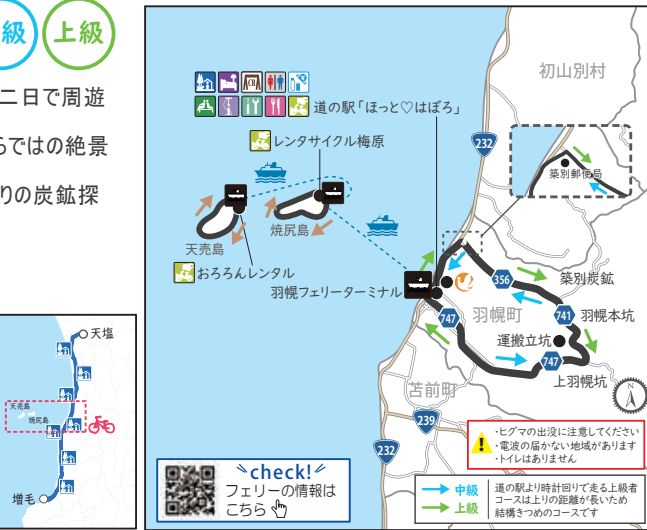 級
上級
二日で周遊
らではの絶景
りの炭鉱探
初山別村
道の駅「ほっと♡はぼろ」
232
レンタサイクル梅原
築別郵便局
焼尻島
天売島
おろろんレンタル
羽幌フェリーターミナル
356
築別炭鉱
羽幌町
741
羽幌本坑
747
運搬立坑
747
上羽幌坑
苫前町
239
232
N
・ヒグマの出没に注意してください
・電波の届かない地域があります
・トイレはありません
check!
フェリーの情報は
こちら
中級
上級
道の駅より時計回りで走る上級者
コースは上りの距離が長いため
結構きつめのコースです
天塩
天売島
焼尻島
増毛